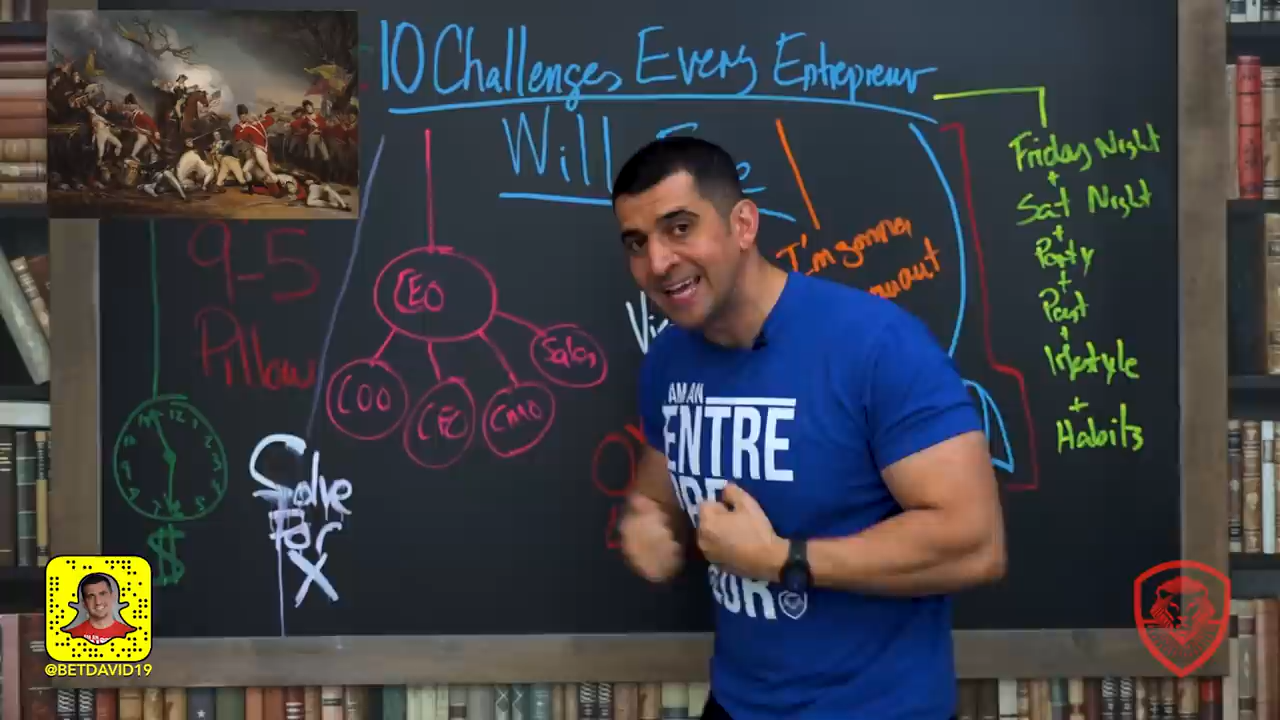 10 Challenges Every Entrepreneur
Will
Friday Night
+
Sat Night
+
Party
+
Past
+
lifestyle
+
Habits
9-5
Pillow
CEO
COO
CFO
CMO
Sales
I'm gonna
Solve
For
X
$
I AM AN
ENTRE
@BETDAVID19